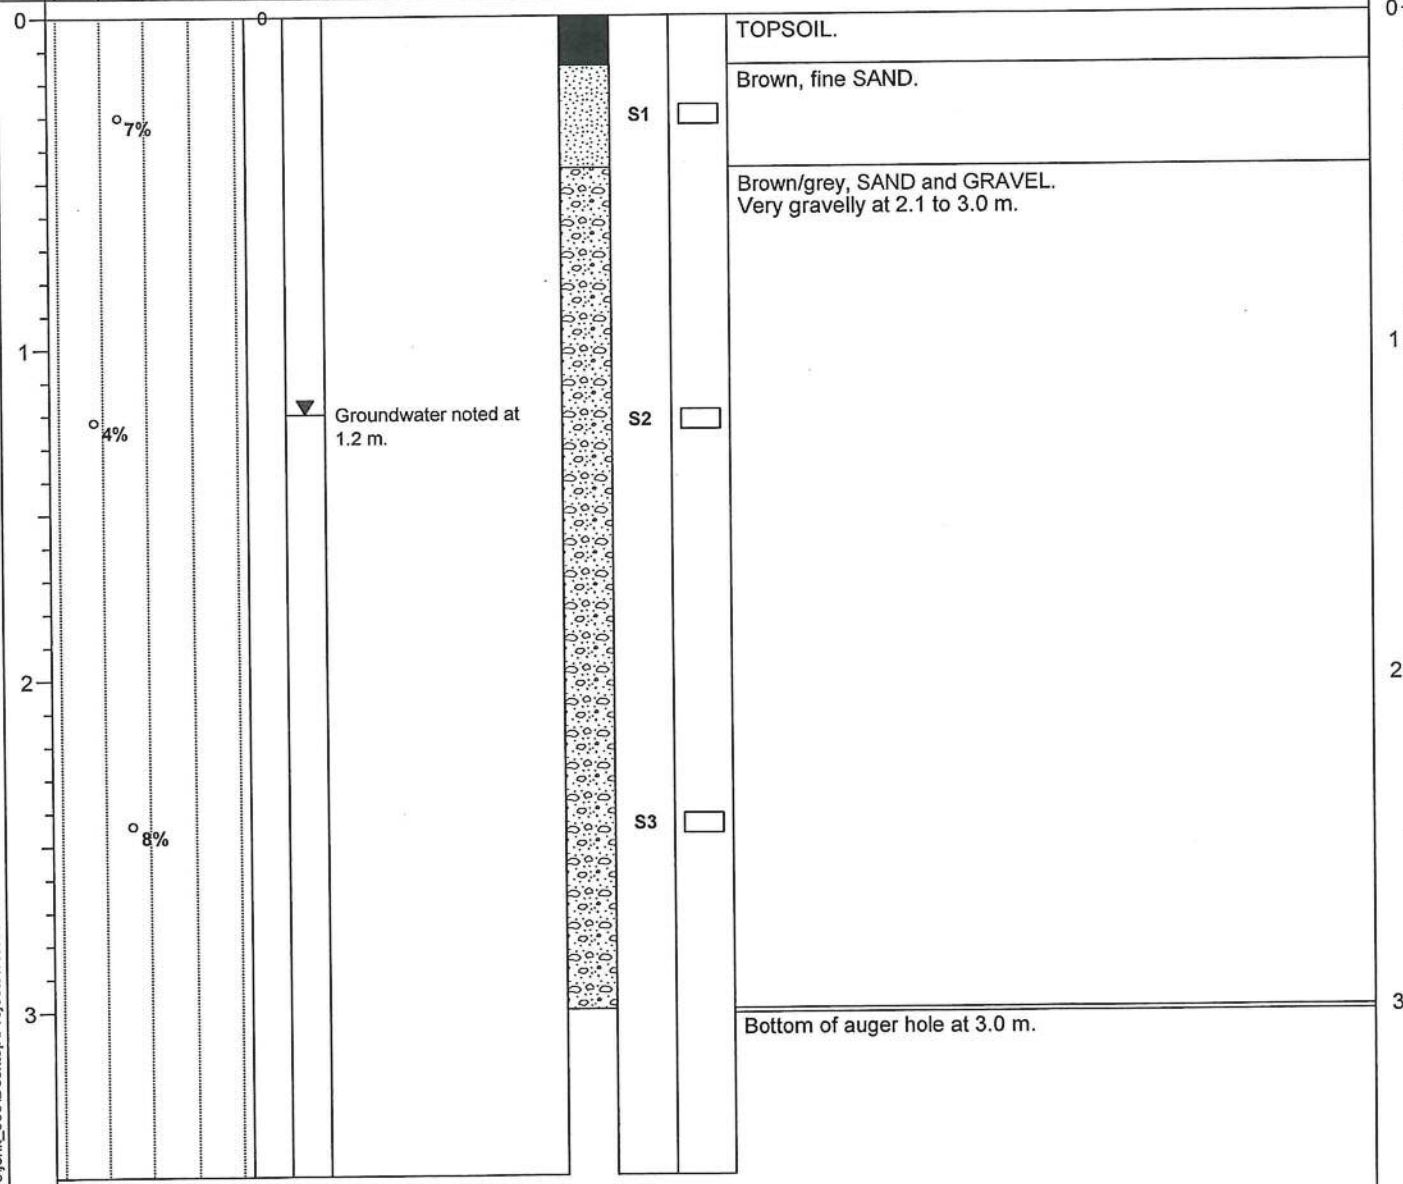 0
0
0
TOPSOIL.
Brown, fine SAND.
S1
7%
Brown/grey, SAND and GRAVEL.
Very gravelly at 2.1 to 3.0 m.
1
1
Groundwater noted at
1.2 m.
S2
4%
2
2
S3
8%
3
3
Bottom of auger hole at 3.0 m.